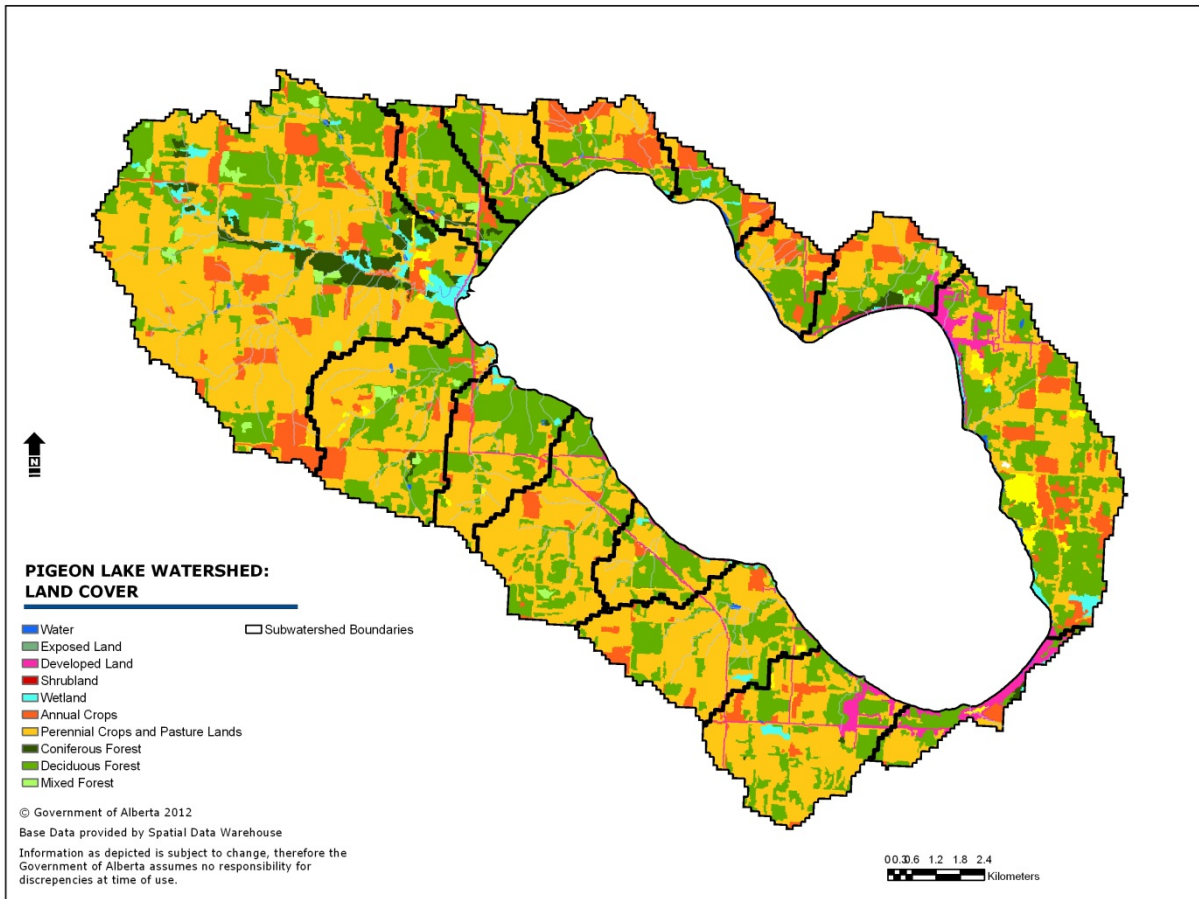 N
PIGEON LAKE WATERSHED:
LAND COVER
Water
Subwatershed Boundaries
Exposed Land
Developed Land
Shrubland
Wetland
Annual Crops
Perennial Crops and Pasture Lands
Coniferous Forest
Deciduous Forest
Mixed Forest
© Government of Alberta 2012
Base Data provided by Spatial Data Warehouse
Information as depicted is subject to change, therefore the
Government of Alberta assumes no responsibility for
discrepancies at time of use.
0 0.3 0.6 1.2 1.8 2.4
Kilometers